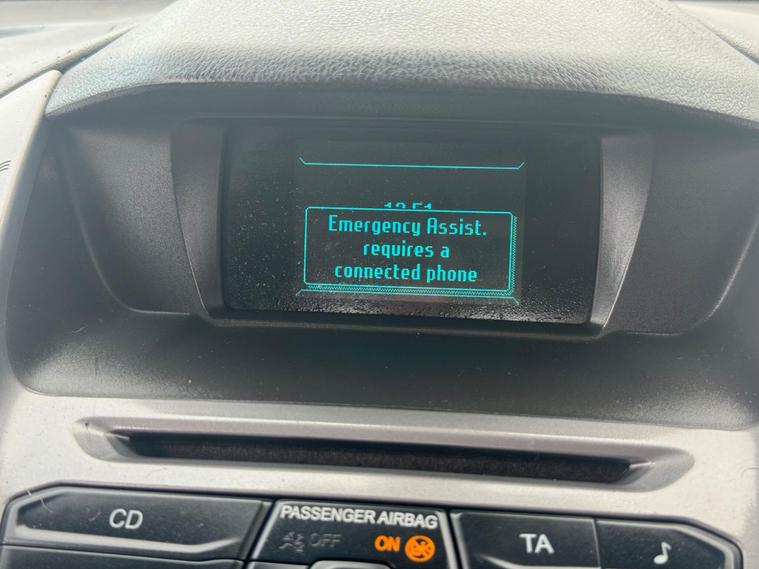 Emergency Assist.
requires a
connected phone
CD
PASSENGER AIRBAG
OFF
ON
TA